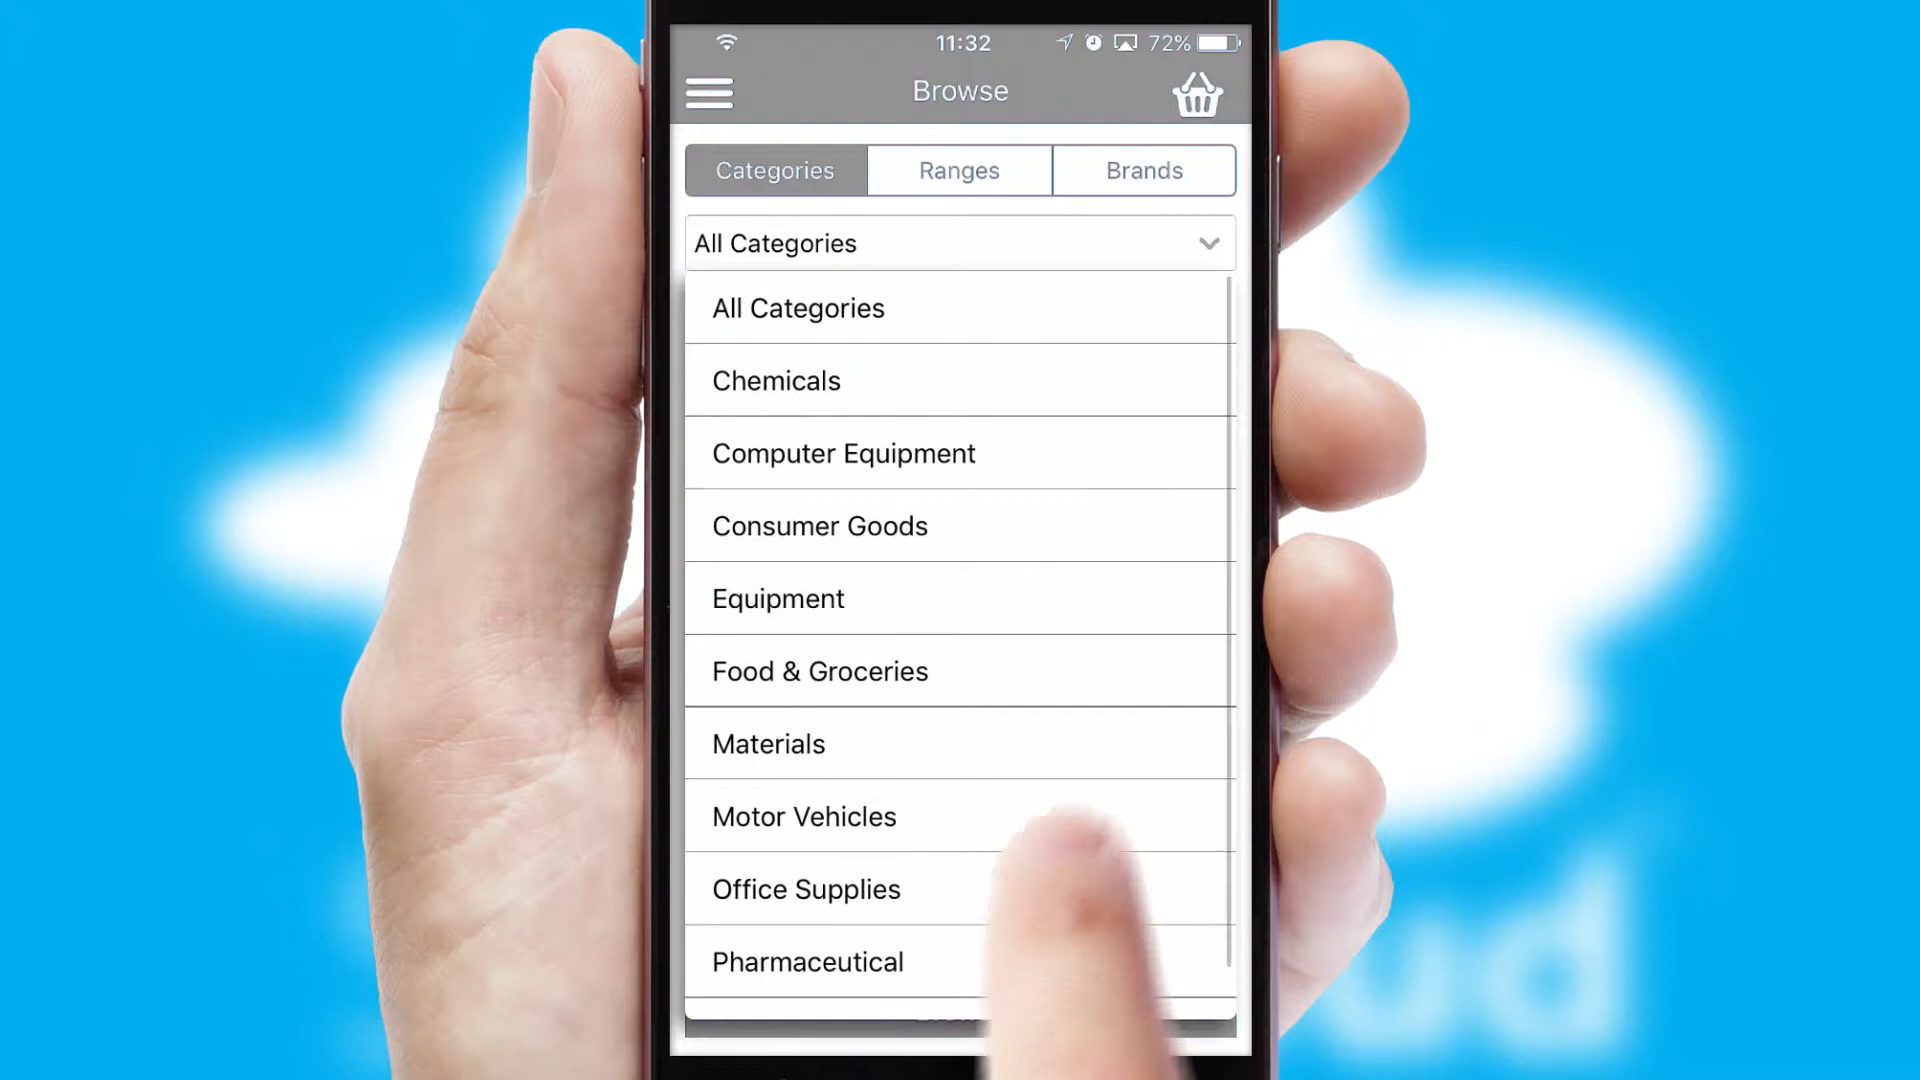 11:32
72%
Browse
Categories
Ranges
Brands
All Categories
All Categories
Chemicals
Computer Equipment
Consumer Goods
Equipment
Food & Groceries
Materials
Motor Vehicles
Office Supplies
Pharmaceutical
ud